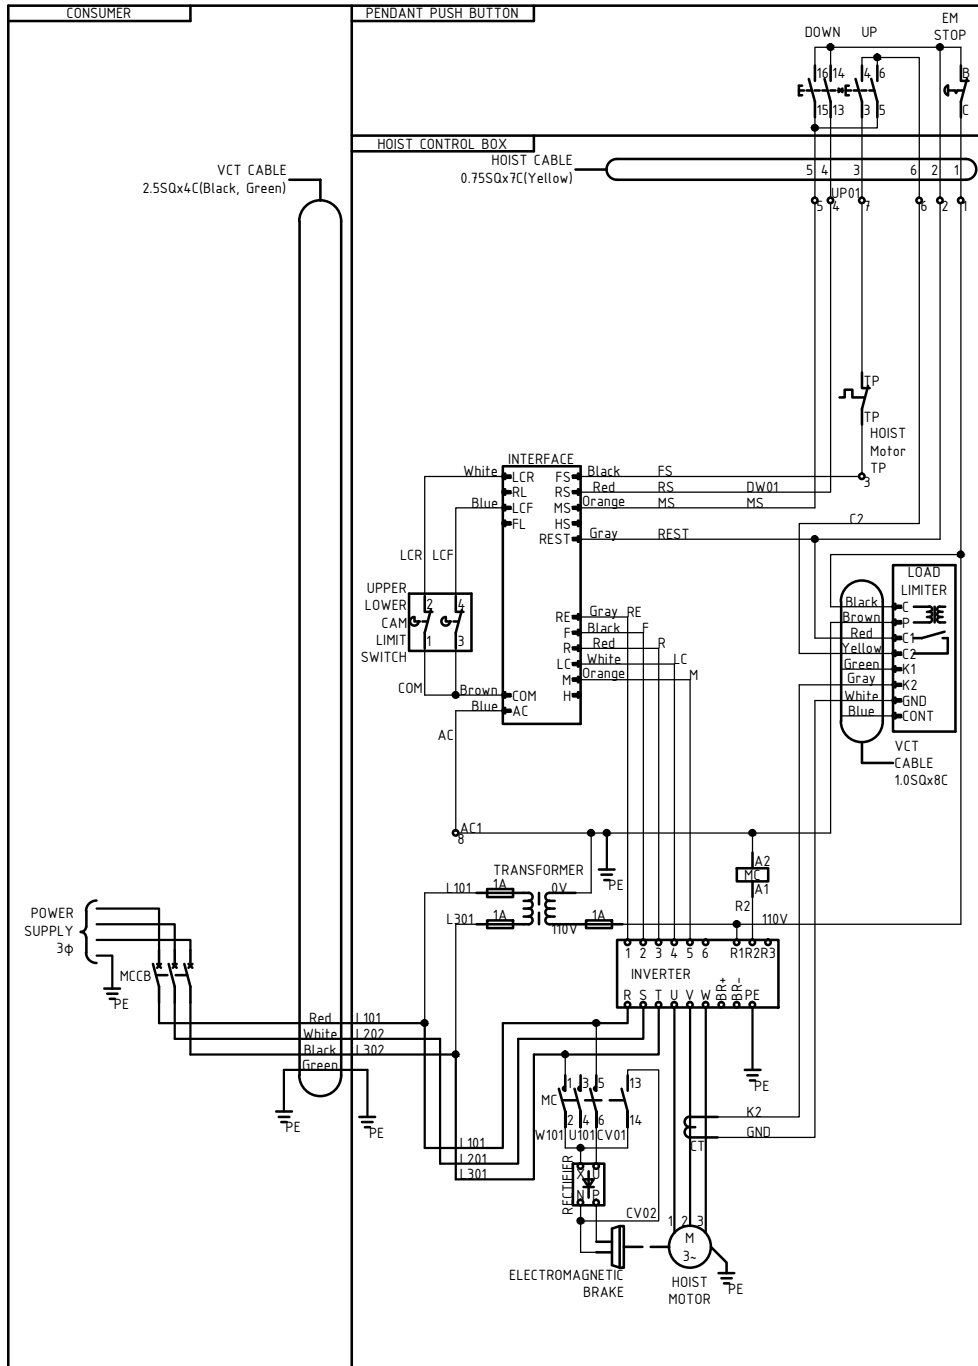 CONSUMER
PENDANT PUSH BUTTON
DOWN UP
EM
STOP
16 14 4 6 B
15 13 3 5 C
HOIST CONTROL BOX
VCT CABLE
2.5SQx4C(Black, Green)
HOIST CABLE
0.75SQx7C(Yellow)
5 4 3 6 2 1
UP01
5 4 7 6 2 1
TP
TP
HOIST
Motor
TP
3
INTERFACE
White LCR FS Black FS
RL RS Red RS DW01
Blue LCF MS Orange MS MS
FL HS
REST Gray REST
C2
LCR LCF
UPPER
LOWER
CAM
LIMIT
SWITCH
2 4
1 3
LOAD
LIMITER
Black C
Brown P
Red C1
Yellow C2
Green K1
Gray K2
White GND
Blue CONT
VCT
CABLE
1.0SQx8C
RE Gray RE
F Black F
R Red R
LC White LC
M Orange M
COM Brown COM H
Blue AC
AC
AC1
8
TRANSFORMER
L101 1A 0V
PE
L301 1A 110V 1A
A2
MC
A1
R2
110V
POWER
SUPPLY
3ϕ
MCCB
PE
1 2 3 4 5 6 R1 R2 R3
INVERTER
R S T U V W BR+ BR- PE
Red L101
White L202
Black L302
Green
PE
PE
PE
MC
1 3 5 13
2 4 6 14
W101 U101 CV01
K2
GND
CT
L101
L201
L301
RECTIFIER
X U
N P
CV02
1 2 3
M
3~
PE
ELECTROMAGNETIC
BRAKE
HOIST
MOTOR